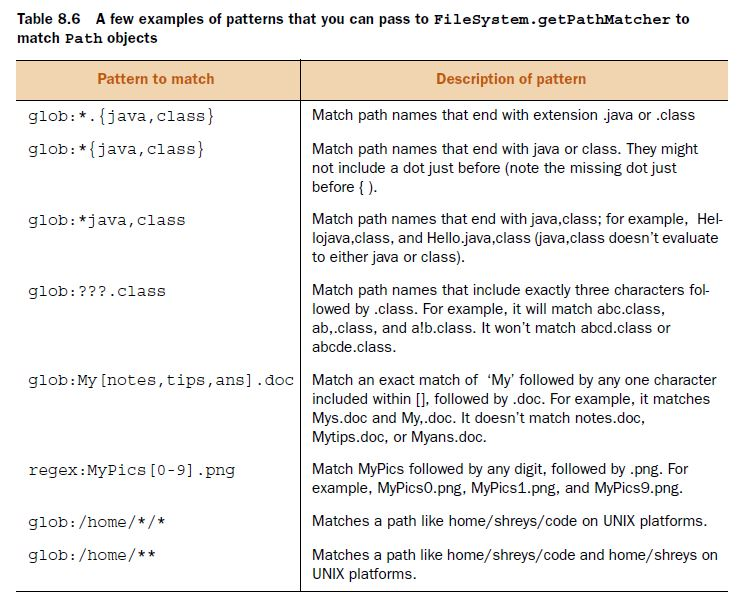 Table 8.6 A few examples of patterns that you can pass to FileSystem.getPathMatcher to
match Path objects
Pattern to match
Description of pattern
glob:*.{java,class}
Match path names that end with extension .java or .class
glob:*{java,class}
Match path names that end with java or class. They might
not include a dot just before (note the missing dot just
before { ).
glob:*java,class
Match path names that end with java,class; for example, Hel-
lojava,class, and Hello.java,class (java,class doesn't evaluate
to either java or class).
glob:???.class
Match path names that include exactly three characters fol-
lowed by .class. For example, it will match abc.class,
ab,.class, and a!b.class. It won't match abcd.class or
abcde.class.
glob:My[notes,tips,ans].doc
Match an exact match of 'My' followed by any one character
included within [], followed by .doc. For example, it matches
Mys.doc and My,.doc. It doesn't match notes.doc,
Mytips.doc, or Myans.doc.
regex:MyPics[0-9].png
Match MyPics followed by any digit, followed by .png. For
example, MyPics0.png, MyPics1.png, and MyPics9.png.
glob:/home/*/*
Matches a path like home/shreys/code on UNIX platforms.
glob:/home/**
Matches a path like home/shreys/code and home/shreys on
UNIX platforms.